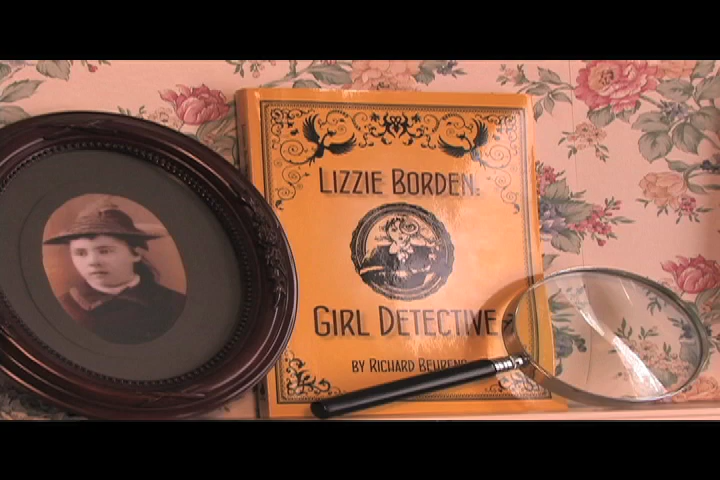 LIZZIE BORDEN:
GIRL DETECTIVE
BY RICHARD BEHRENS